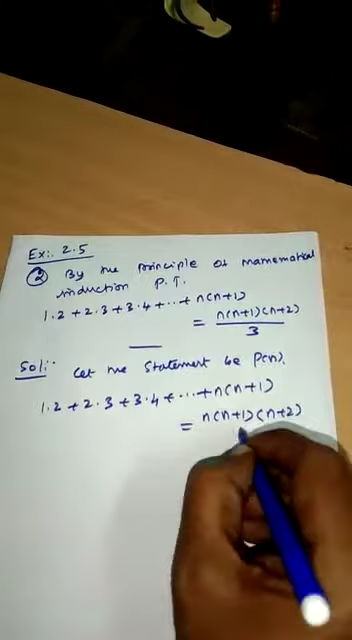 Ex:. 2.5
② By the principle of mathematical
induction P.T.
1.2 + 2.3 + 3.4 + ... + n(n+1)
= n(n+1)(n+2)
3
Sol:. Let the statement be P(n).
1.2 + 2.3 + 3.4 + ... + n(n+1)
= n(n+1)(n+2)